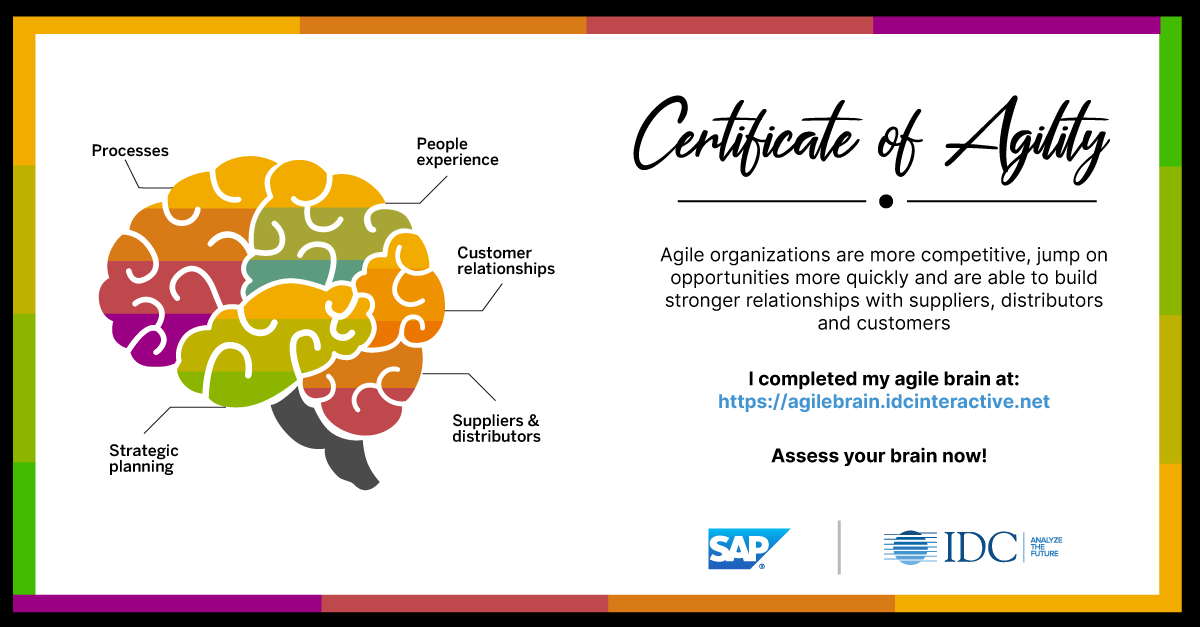 Certificate of Agility
Processes
People
experience
Customer
relationships
Suppliers &
distributors
Strategic
planning
Agile organizations are more competitive, jump on
opportunities more quickly and are able to build
stronger relationships with suppliers, distributors
and customers
I completed my agile brain at:
https://agilebrain.idcinteractive.net
Assess your brain now!
SAP®
IDC
ANALYZE
THE
FUTURE